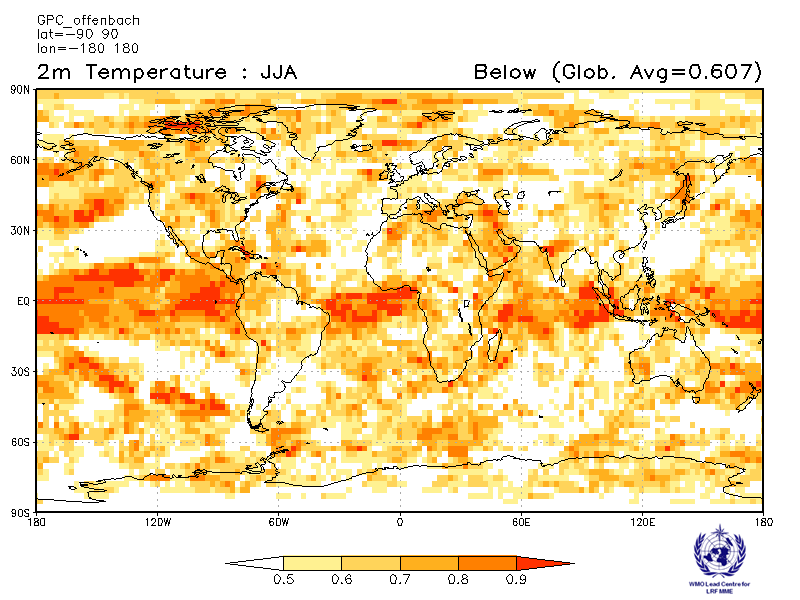 GPC_offenbach
lat=-90 90
lon=-180 180
2m Temperature : JJA
Below (Glob. Avg=0.607)
90N
60N
30N
EQ
30S
60S
90S
180 120W 60W 0 60E 120E 180
0.5 0.6 0.7 0.8 0.9
WMO Lead Centre for
LRF MME